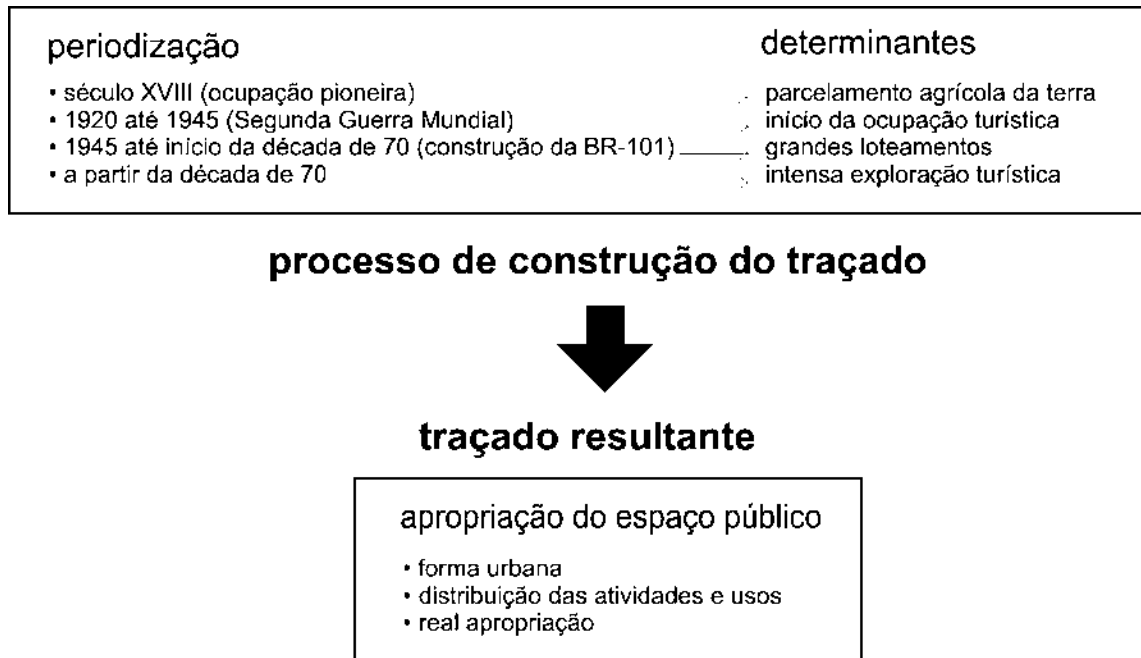 periodização
• século XVIII (ocupação pioneira)
• 1920 até 1945 (Segunda Guerra Mundial)
• 1945 até início da década de 70 (construção da BR-101)
• a partir da década de 70
determinantes
parcelamento agrícola da terra
início da ocupação turística
grandes loteamentos
intensa exploração turística
processo de construção do traçado
traçado resultante
apropriação do espaço público
• forma urbana
• distribuição das atividades e usos
• real apropriação